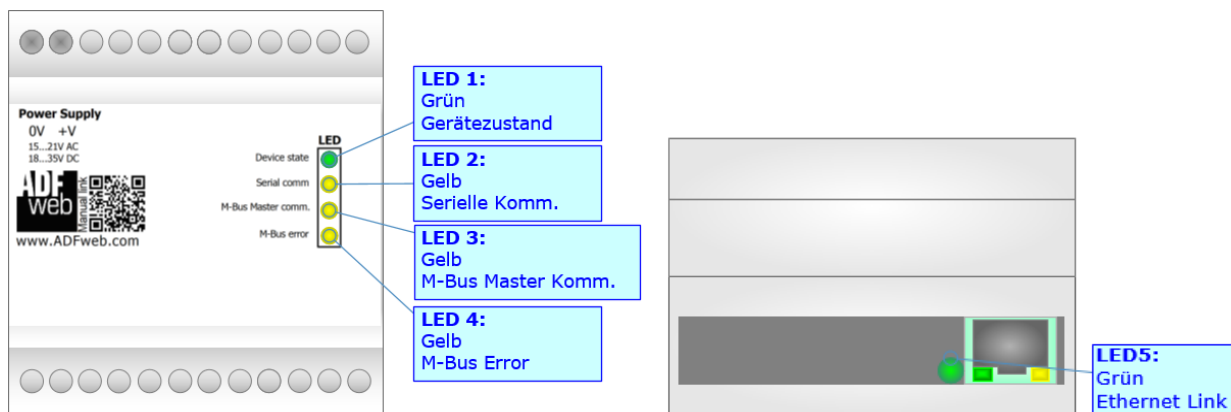 Power Supply
0V +V
15...21V AC
18...35V DC
ADF
web
Manual link
www.ADFweb.com
LED
Device state
Serial comm
M-Bus Master comm.
M-Bus error
LED 1:
Grün
Gerätezustand
LED 2:
Gelb
Serielle Komm.
LED 3:
Gelb
M-Bus Master Komm.
LED 4:
Gelb
M-Bus Error
LED5:
Grün
Ethernet Link